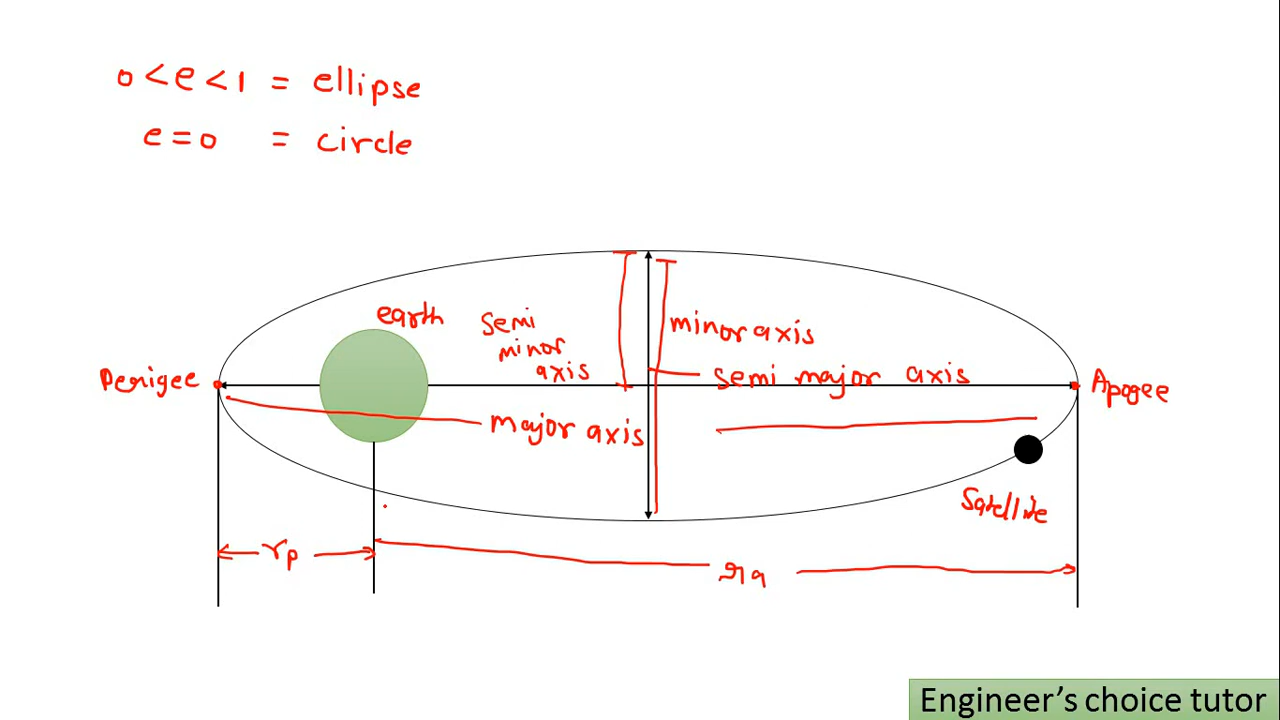 0 < e < 1 = ellipse
e = 0 = circle
earth
semi
minor
axis
minor axis
semi major axis
Perigee
Apogee
major axis
Satellite
rp
ra
Engineer's choice tutor